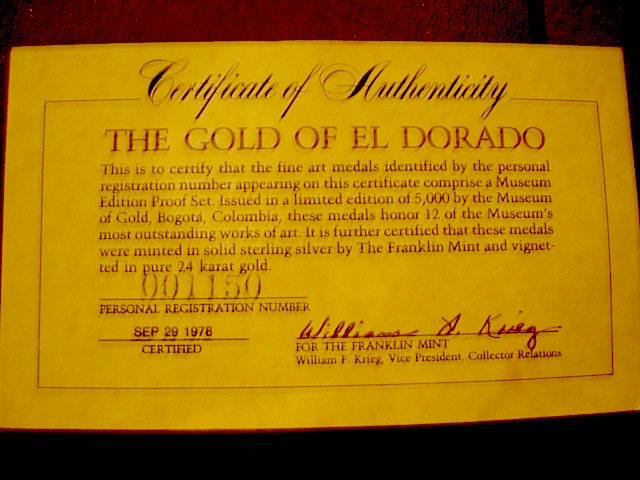 Certificate of Authenticity
THE GOLD OF EL DORADO
This is to certify that the fine art medals identified by the personal
registration number appearing on this certificate comprise a Museum
Edition Proof Set. Issued in a limited edition of 5,000 by the Museum
of Gold, Bogotá, Colombia, these medals honor 12 of the Museum's
most outstanding works of art. It is further certified that these medals
were minted in solid sterling silver by The Franklin Mint and vignet-
ted in pure 24 karat gold.
001150
PERSONAL REGISTRATION NUMBER
SEP 29 1978
CERTIFIED
William F. Krieg
FOR THE FRANKLIN MINT
William F. Krieg, Vice President, Collector Relations